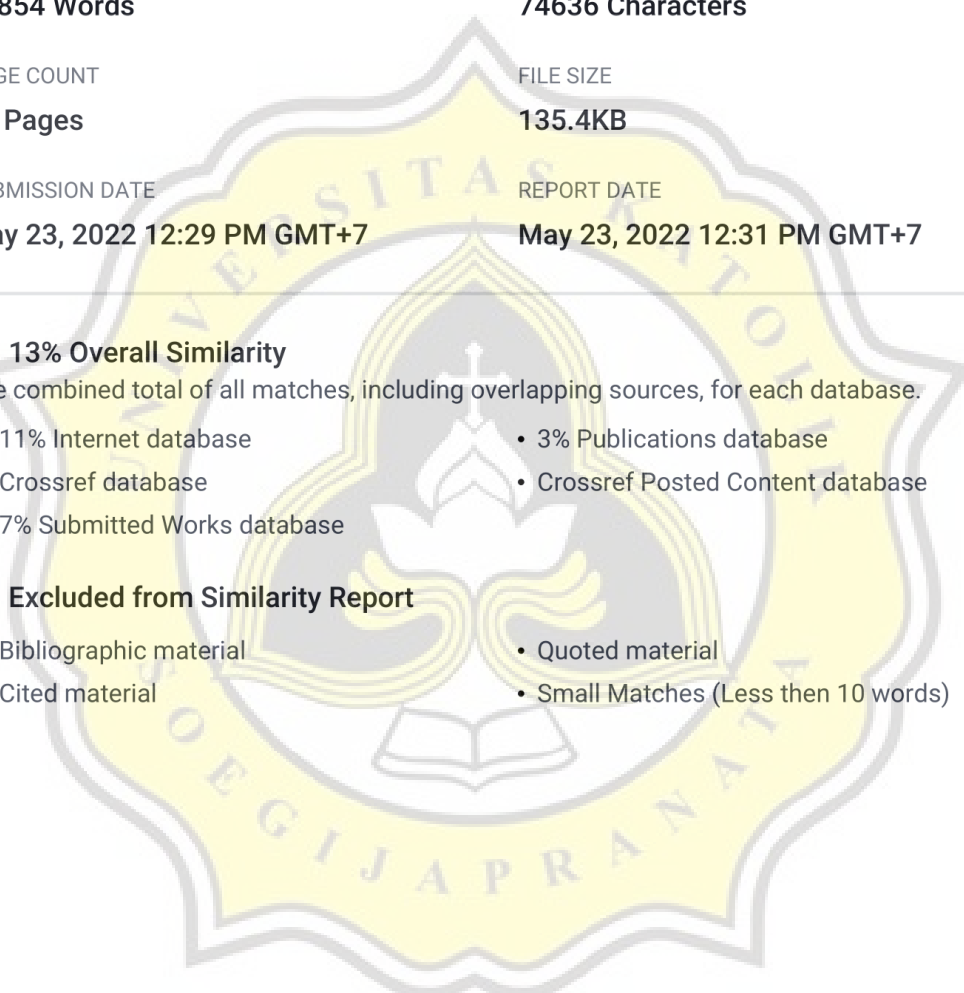 854 Words 74636 Characters
GE COUNT FILE SIZE
Pages 135.4KB
BMISSION DATE REPORT DATE
ay 23, 2022 12:29 PM GMT+7 May 23, 2022 12:31 PM GMT+7
13% Overall Similarity
e combined total of all matches, including overlapping sources, for each database.
11% Internet database • 3% Publications database
Crossref database • Crossref Posted Content database
7% Submitted Works database
Excluded from Similarity Report
Bibliographic material • Quoted material
Cited material • Small Matches (Less then 10 words)
UNIVERSITAS KATOLIK
SOEGIJAPRANATA